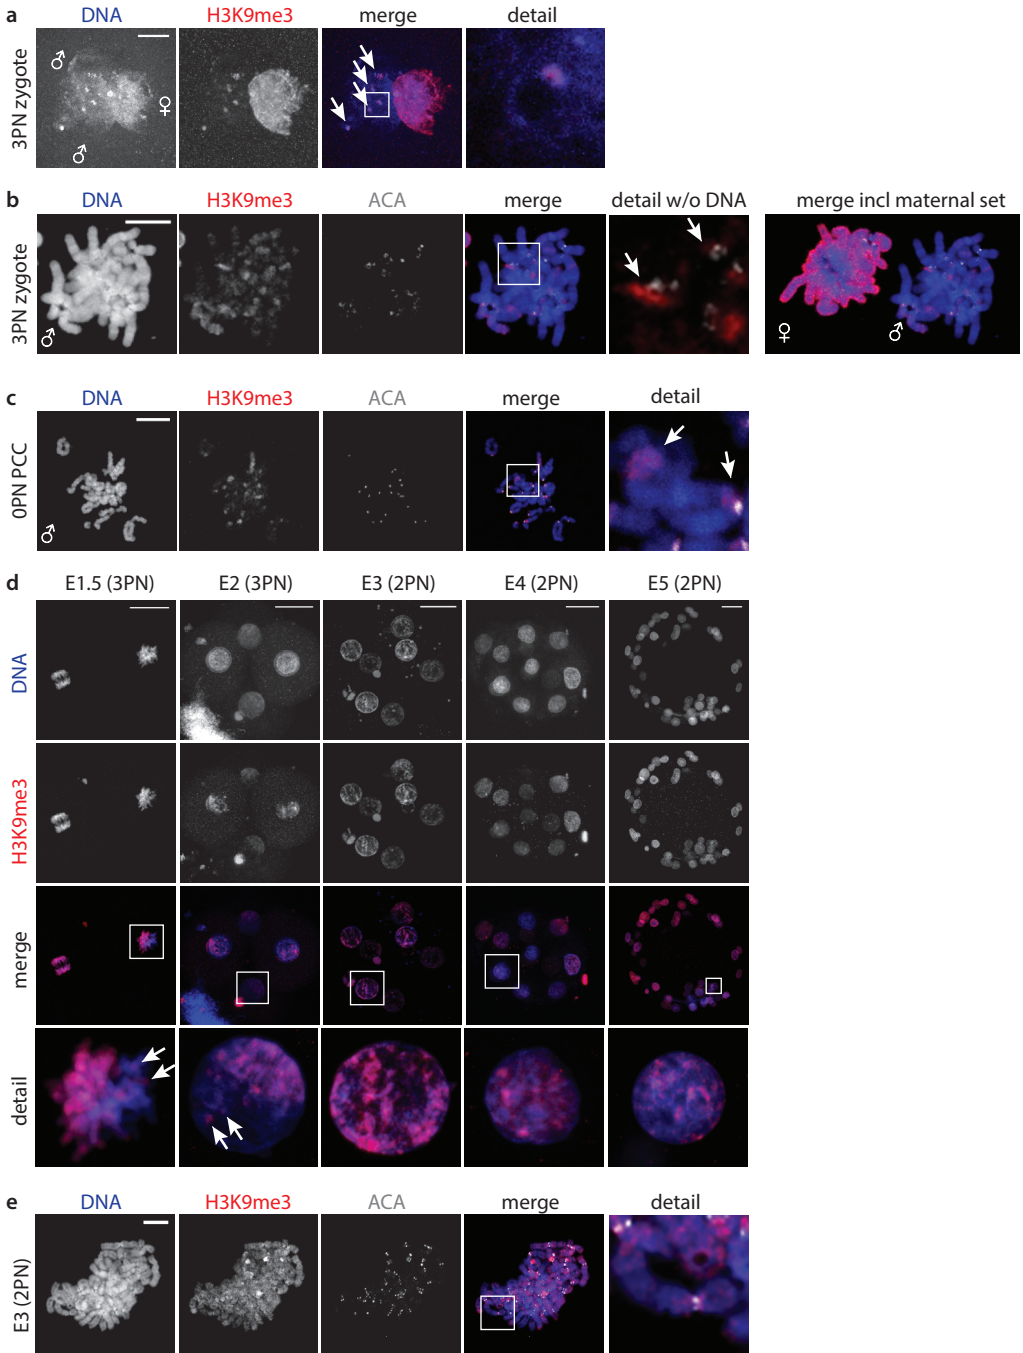 a DNA H3K9me3 merge detail
3PN zygote
♂
♀
♂
b DNA H3K9me3 ACA merge detail w/o DNA merge incl maternal set
3PN zygote
♂
♀
♂
c DNA H3K9me3 ACA merge detail
0PN PCC
♂
d E1.5 (3PN) E2 (3PN) E3 (2PN) E4 (2PN) E5 (2PN)
DNA
H3K9me3
merge
detail
e DNA H3K9me3 ACA merge detail
E3 (2PN)